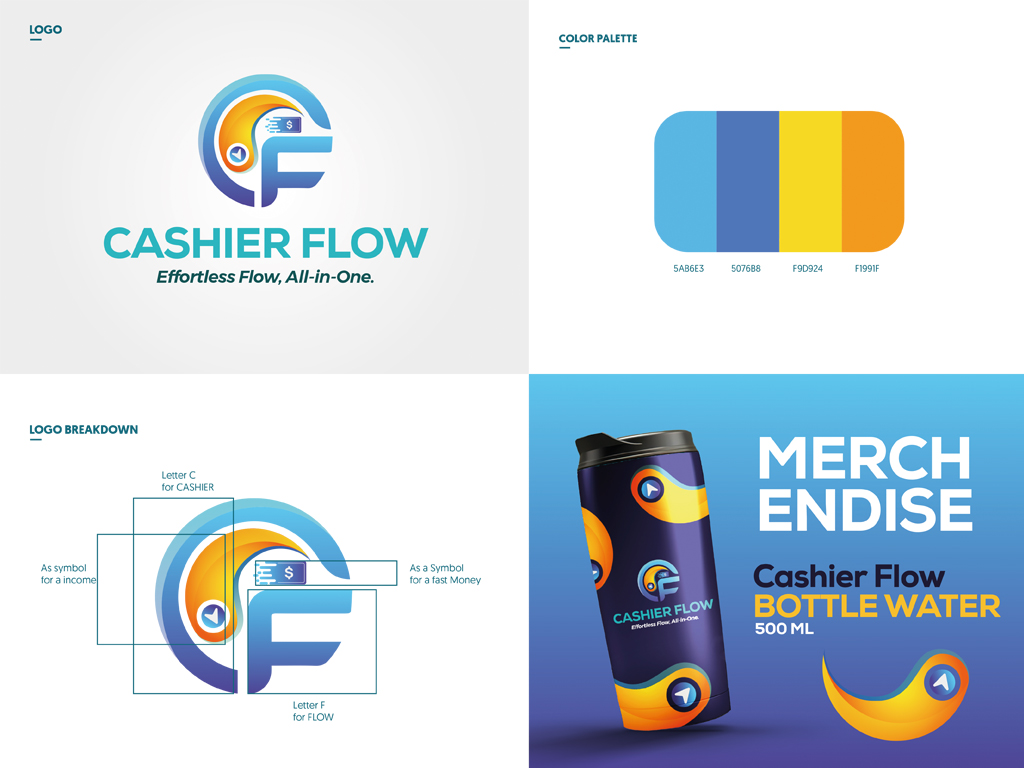 LOGO
$
CASHIER FLOW
Effortless Flow, All-in-One.
COLOR PALETTE
5AB6E3 5076B8 F9D924 F1991F
LOGO BREAKDOWN
Letter C
for CASHIER
As symbol
for a income
$
As a Symbol
for a fast Money
Letter F
for FLOW
CASHIER FLOW
Effortless Flow, All-in-One.
MERCH
ENDISE
Cashier Flow
BOTTLE WATER
500 ML